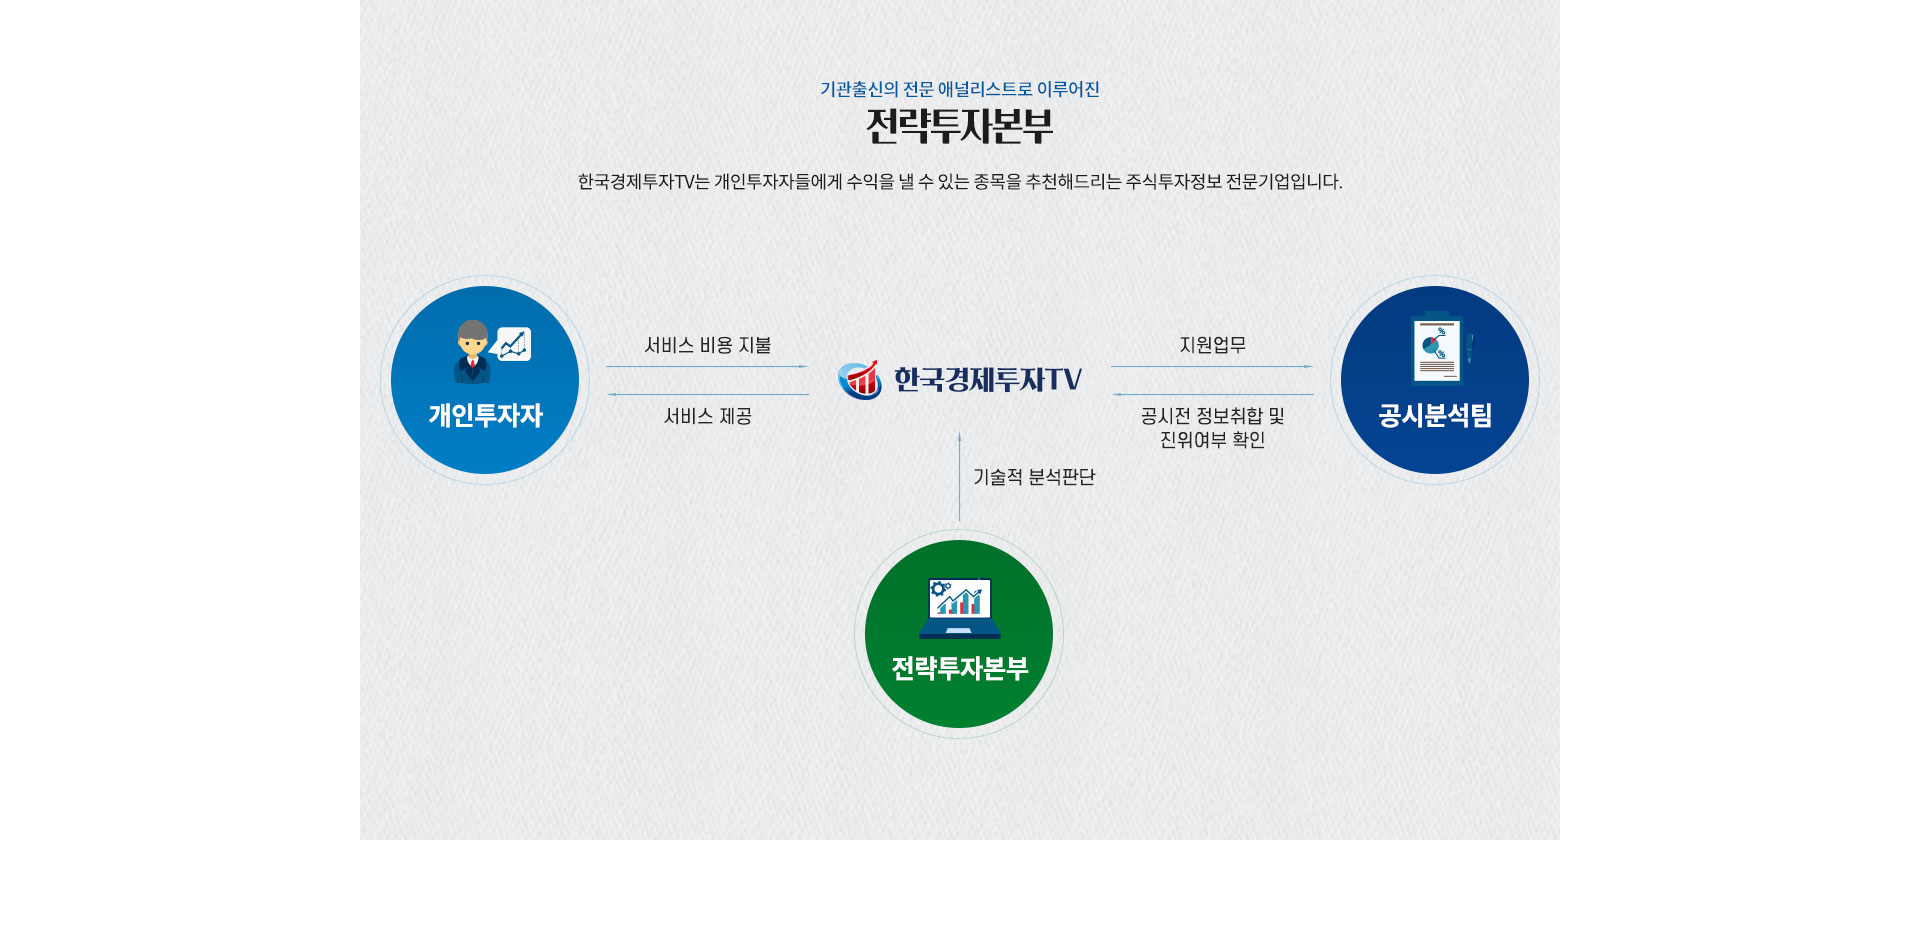 기관출신의 전문 애널리스트로 이루어진
전략투자본부
한국경제투자TV는 개인투자자들에게 수익을 낼 수 있는 종목을 추천해드리는 주식투자정보 전문기업입니다.
개인투자자
서비스 비용 지불
서비스 제공
한국경제투자TV
지원업무
공시전 정보취합 및
진위여부 확인
%
%
공시분석팀
기술적 분석판단
전략투자본부